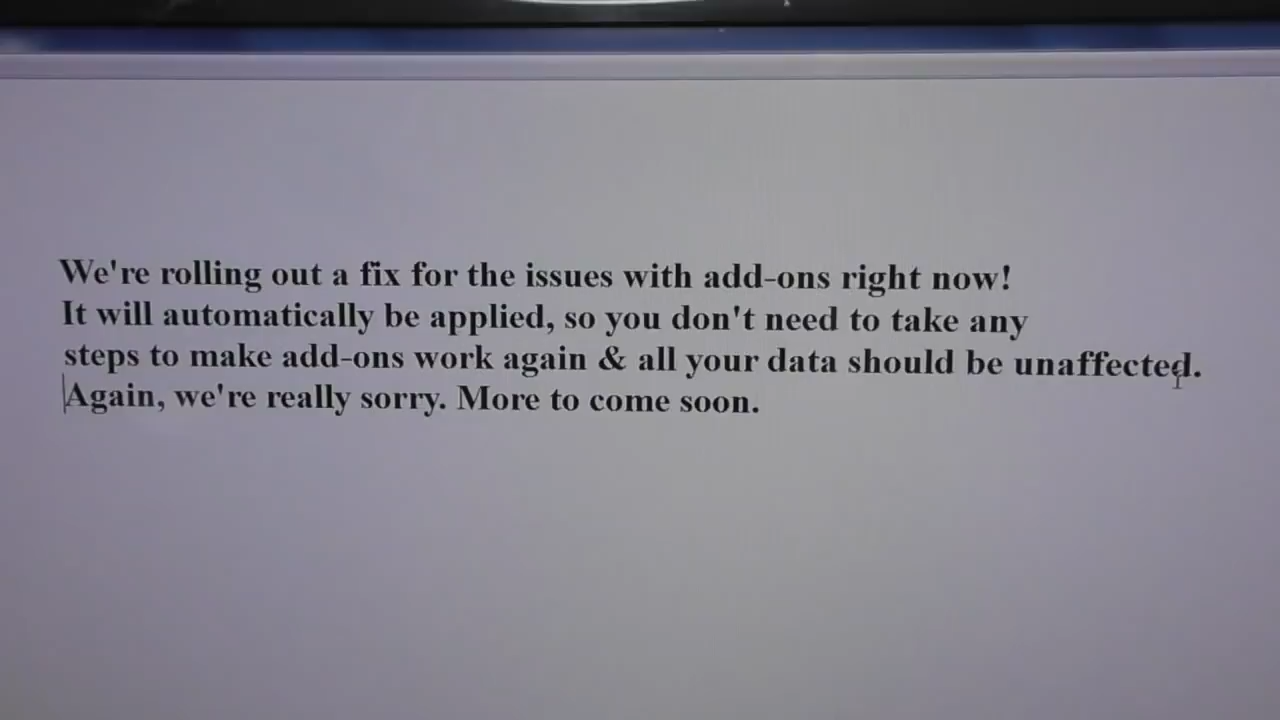 We're rolling out a fix for the issues with add-ons right now!
It will automatically be applied, so you don't need to take any
steps to make add-ons work again & all your data should be unaffected.
Again, we're really sorry. More to come soon.